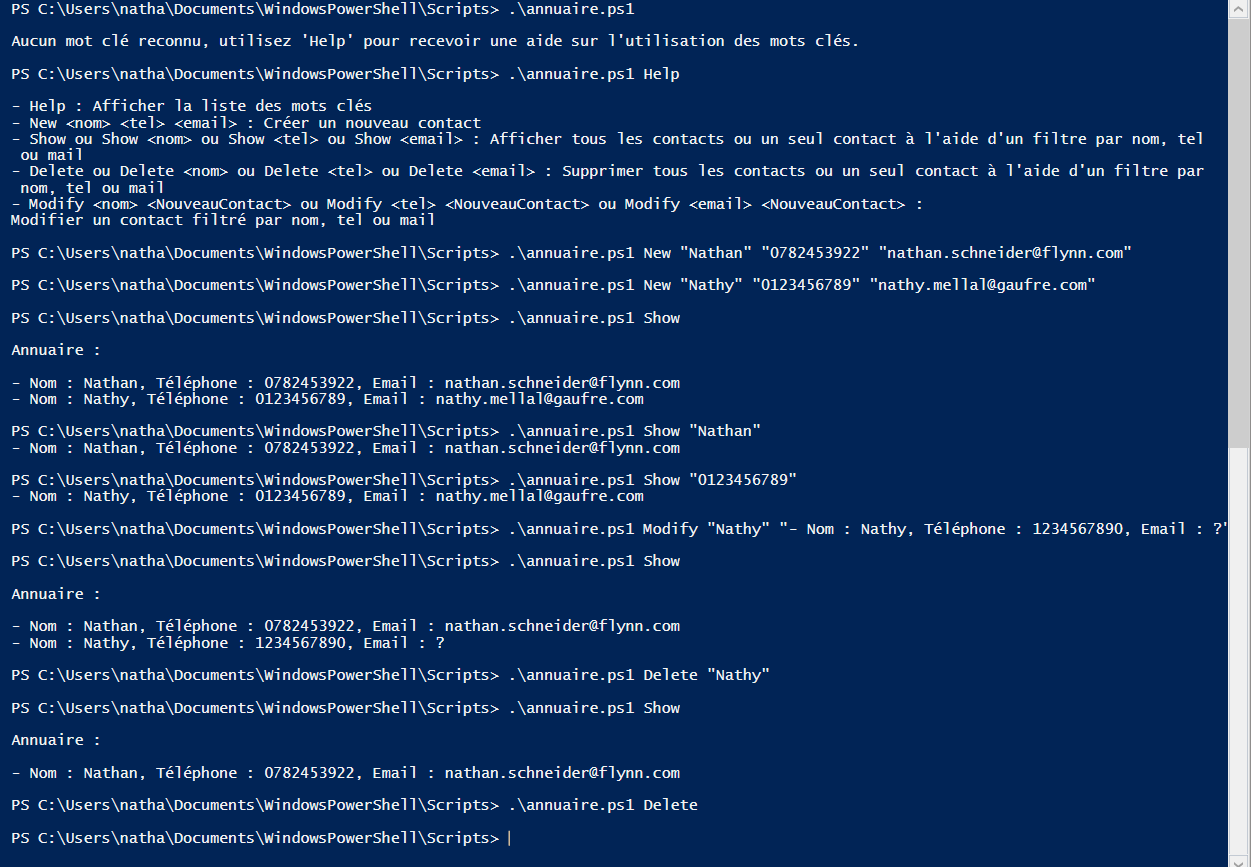 PS C:\Users\natha\Documents\WindowsPowerShell\Scripts> .\annuaire.ps1
Aucun mot clé reconnu, utilisez 'Help' pour recevoir une aide sur l'utilisation des mots clés.
PS C:\Users\natha\Documents\WindowsPowerShell\Scripts> .\annuaire.ps1 Help
- Help : Afficher la liste des mots clés
- New <nom> <tel> <email> : Créer un nouveau contact
- Show ou Show <nom> ou Show <tel> ou Show <email> : Afficher tous les contacts ou un seul contact à l'aide d'un filtre par nom, tel
ou mail
- Delete ou Delete <nom> ou Delete <tel> ou Delete <email> : Supprimer tous les contacts ou un seul contact à l'aide d'un filtre par
nom, tel ou mail
- Modify <nom> <NouveauContact> ou Modify <tel> <NouveauContact> ou Modify <email> <NouveauContact> :
Modifier un contact filtré par nom, tel ou mail
PS C:\Users\natha\Documents\WindowsPowerShell\Scripts> .\annuaire.ps1 New "Nathan" "0782453922" "nathan.schneider@flynn.com"
PS C:\Users\natha\Documents\WindowsPowerShell\Scripts> .\annuaire.ps1 New "Nathy" "0123456789" "nathy.mellal@gaufre.com"
PS C:\Users\natha\Documents\WindowsPowerShell\Scripts> .\annuaire.ps1 Show
Annuaire :
- Nom : Nathan, Téléphone : 0782453922, Email : nathan.schneider@flynn.com
- Nom : Nathy, Téléphone : 0123456789, Email : nathy.mellal@gaufre.com
PS C:\Users\natha\Documents\WindowsPowerShell\Scripts> .\annuaire.ps1 Show "Nathan"
- Nom : Nathan, Téléphone : 0782453922, Email : nathan.schneider@flynn.com
PS C:\Users\natha\Documents\WindowsPowerShell\Scripts> .\annuaire.ps1 Show "0123456789"
- Nom : Nathy, Téléphone : 0123456789, Email : nathy.mellal@gaufre.com
PS C:\Users\natha\Documents\WindowsPowerShell\Scripts> .\annuaire.ps1 Modify "Nathy" "- Nom : Nathy, Téléphone : 1234567890, Email : ?"
PS C:\Users\natha\Documents\WindowsPowerShell\Scripts> .\annuaire.ps1 Show
Annuaire :
- Nom : Nathan, Téléphone : 0782453922, Email : nathan.schneider@flynn.com
- Nom : Nathy, Téléphone : 1234567890, Email : ?
PS C:\Users\natha\Documents\WindowsPowerShell\Scripts> .\annuaire.ps1 Delete "Nathy"
PS C:\Users\natha\Documents\WindowsPowerShell\Scripts> .\annuaire.ps1 Show
Annuaire :
- Nom : Nathan, Téléphone : 0782453922, Email : nathan.schneider@flynn.com
PS C:\Users\natha\Documents\WindowsPowerShell\Scripts> .\annuaire.ps1 Delete
PS C:\Users\natha\Documents\WindowsPowerShell\Scripts>